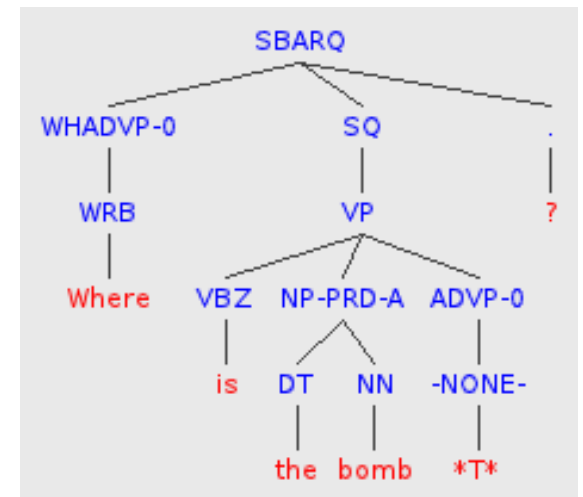 SBARQ
WHADVP-0 SQ .
WRB VP ?
Where VBZ NP-PRD-A ADVP-0
is DT NN -NONE-
the bomb *T*